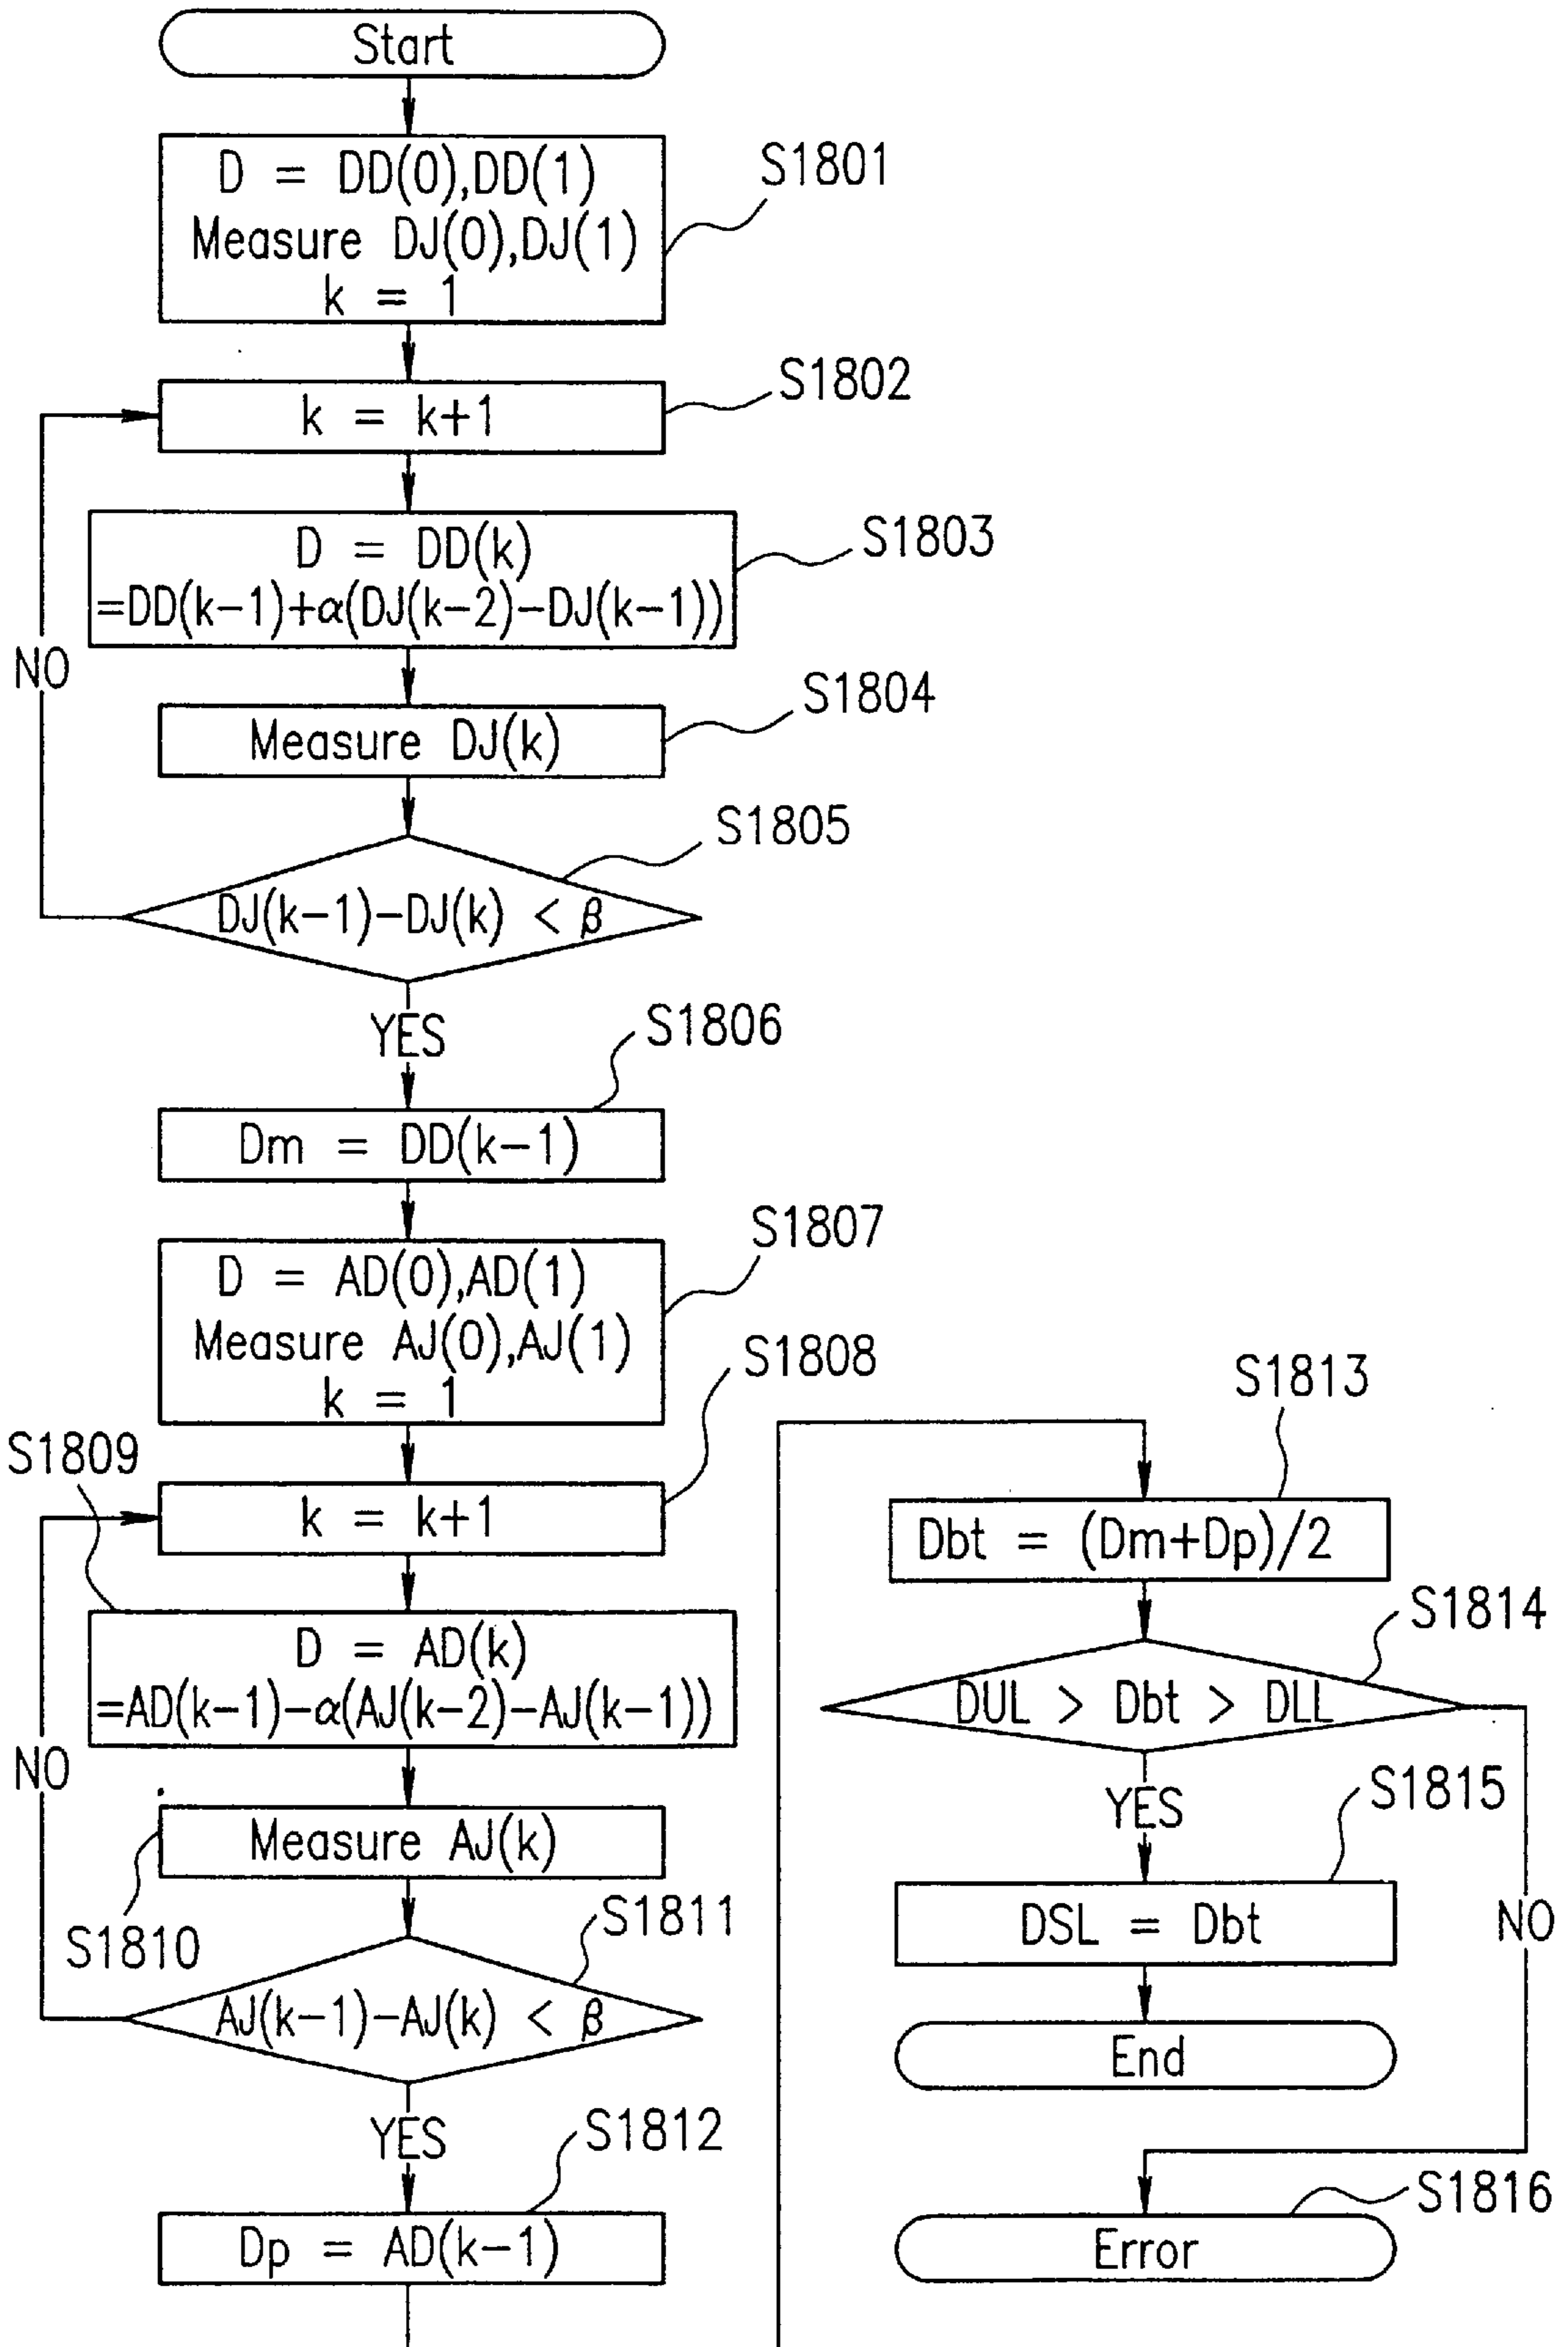 Start
D = DD(0),DD(1)
Measure DJ(0),DJ(1)
k = 1
S1801
k = k+1
S1802
D = DD(k)
=DD(k-1)+α(DJ(k-2)-DJ(k-1))
S1803
NO
Measure DJ(k)
S1804
DJ(k-1)-DJ(k) < β
S1805
YES
Dm = DD(k-1)
S1806
D = AD(0),AD(1)
Measure AJ(0),AJ(1)
k = 1
S1807
k = k+1
S1808
S1809
D = AD(k)
=AD(k-1)-α(AJ(k-2)-AJ(k-1))
NO
Measure AJ(k)
S1810
AJ(k-1)-AJ(k) < β
S1811
YES
Dp = AD(k-1)
S1812
Dbt = (Dm+Dp)/2
S1813
DUL > Dbt > DLL
S1814
YES
DSL = Dbt
S1815
NO
End
Error
S1816